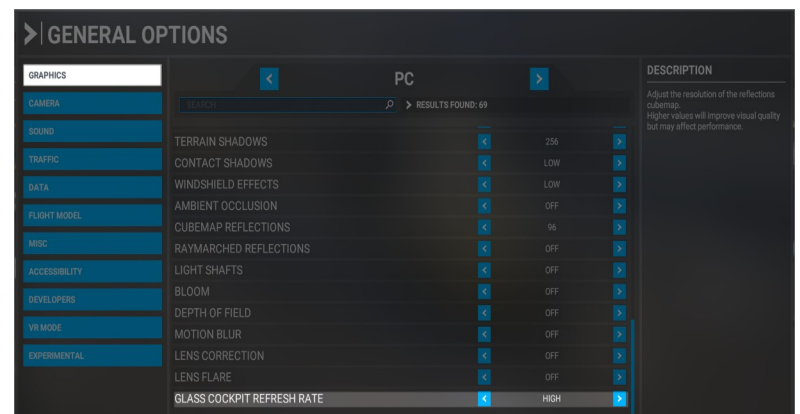 GENERAL OPTIONS
GRAPHICS
CAMERA
SOUND
TRAFFIC
DATA
FLIGHT MODEL
MISC
ACCESSIBILITY
DEVELOPERS
VR MODE
EXPERIMENTAL
PC
SEARCH
RESULTS FOUND: 69
TERRAIN SHADOWS 256
CONTACT SHADOWS LOW
WINDSHIELD EFFECTS LOW
AMBIENT OCCLUSION OFF
CUBEMAP REFLECTIONS 96
RAYMARCHED REFLECTIONS OFF
LIGHT SHAFTS OFF
BLOOM OFF
DEPTH OF FIELD OFF
MOTION BLUR OFF
LENS CORRECTION OFF
LENS FLARE OFF
GLASS COCKPIT REFRESH RATE HIGH
DESCRIPTION
Adjust the resolution of the reflections
cubemap.
Higher values will improve visual quality
but may affect performance.